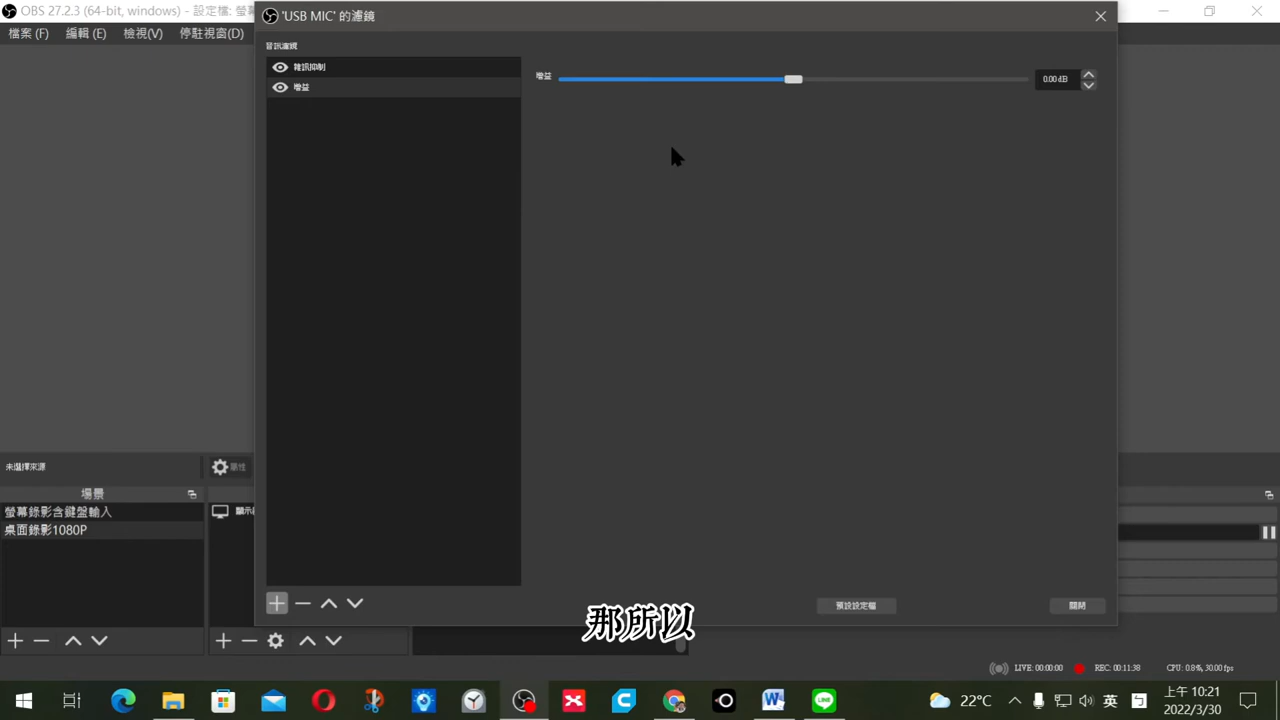 OBS 27.2.3 (64-bit, windows) - 設定檔: 螢
'USB MIC' 的濾鏡
檔案 (F)
編輯 (E)
檢視(V)
停駐視窗(D)
音訊濾鏡
雜訊抑制
增益
增益
0.00 dB
未選擇來源
屬性
場景
螢幕錄影含鍵盤輸入
桌面錄影1080P
預設設定檔
關閉
那所以
LIVE: 00:00:00
REC: 00:11:38
CPU: 0.8%, 30.00 fps
22°C
英
上午 10:21
2022/3/30